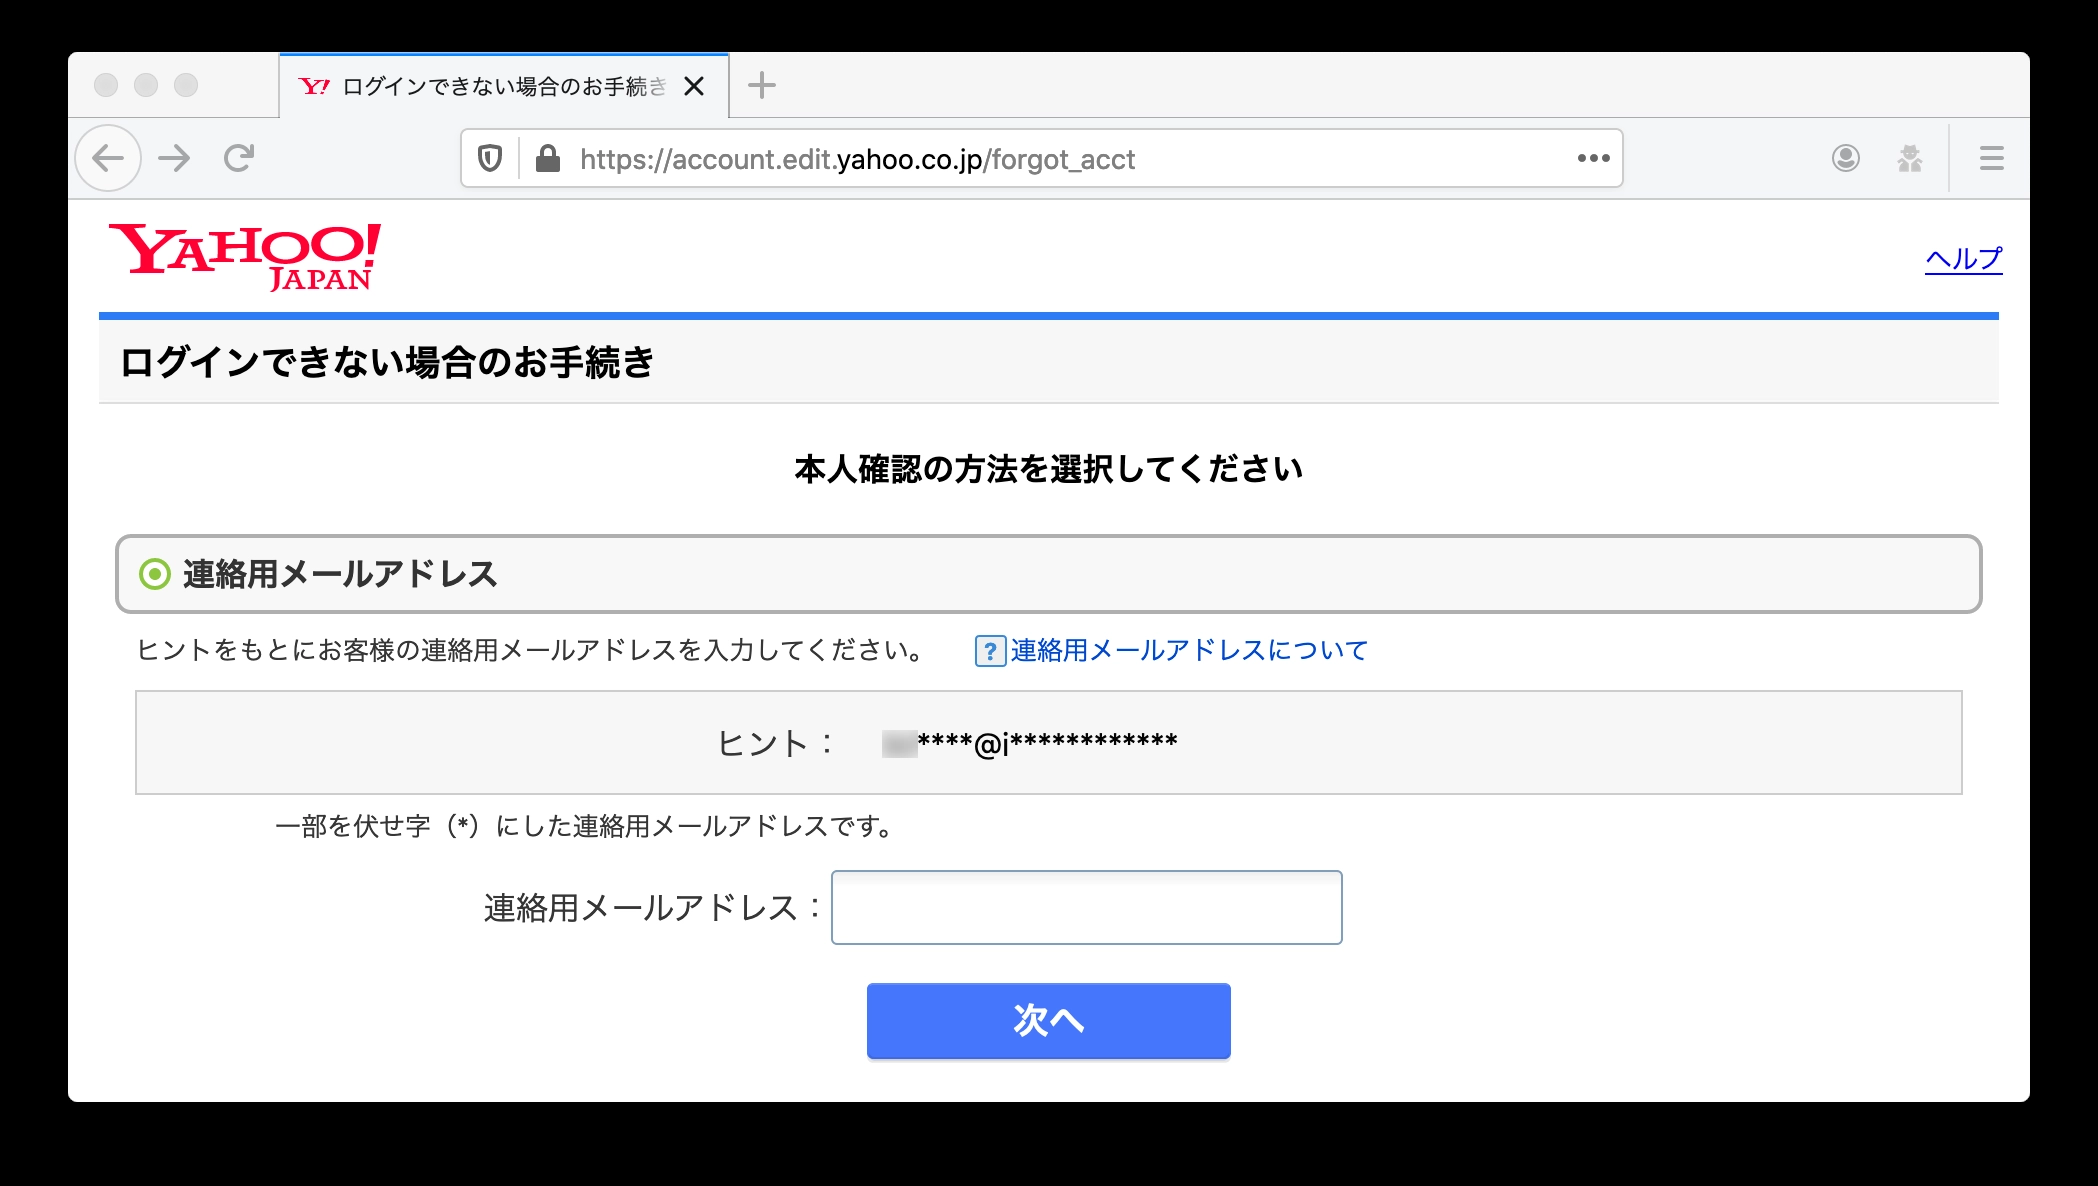 Y! ログインできない場合のお手続き
https://account.edit.yahoo.co.jp/forgot_acct
YAHOO!
JAPAN
ヘルプ
ログインできない場合のお手続き
本人確認の方法を選択してください
連絡用メールアドレス
ヒントをもとにお客様の連絡用メールアドレスを入力してください。 ?連絡用メールアドレスについて
ヒント： ****@i************
一部を伏せ字（*）にした連絡用メールアドレスです。
連絡用メールアドレス：
次へ